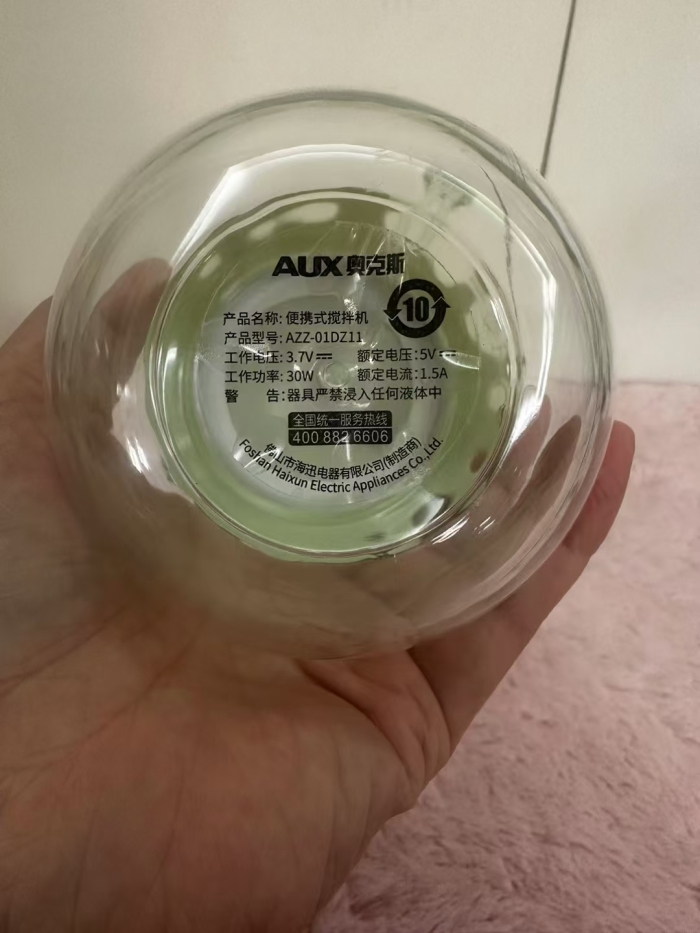 AUX 奥克斯
10
产品名称: 便携式搅拌机
产品型号: AZZ-01DZ11
工作电压: 3.7V⎓ 额定电压: 5V⎓
工作功率: 30W 额定电流: 1.5A
警 告: 器具严禁浸入任何液体中
全国统一服务热线
400 882 6606
佛山市海迅电器有限公司(制造商)
Foshan Haixun Electric Appliances Co., Ltd.